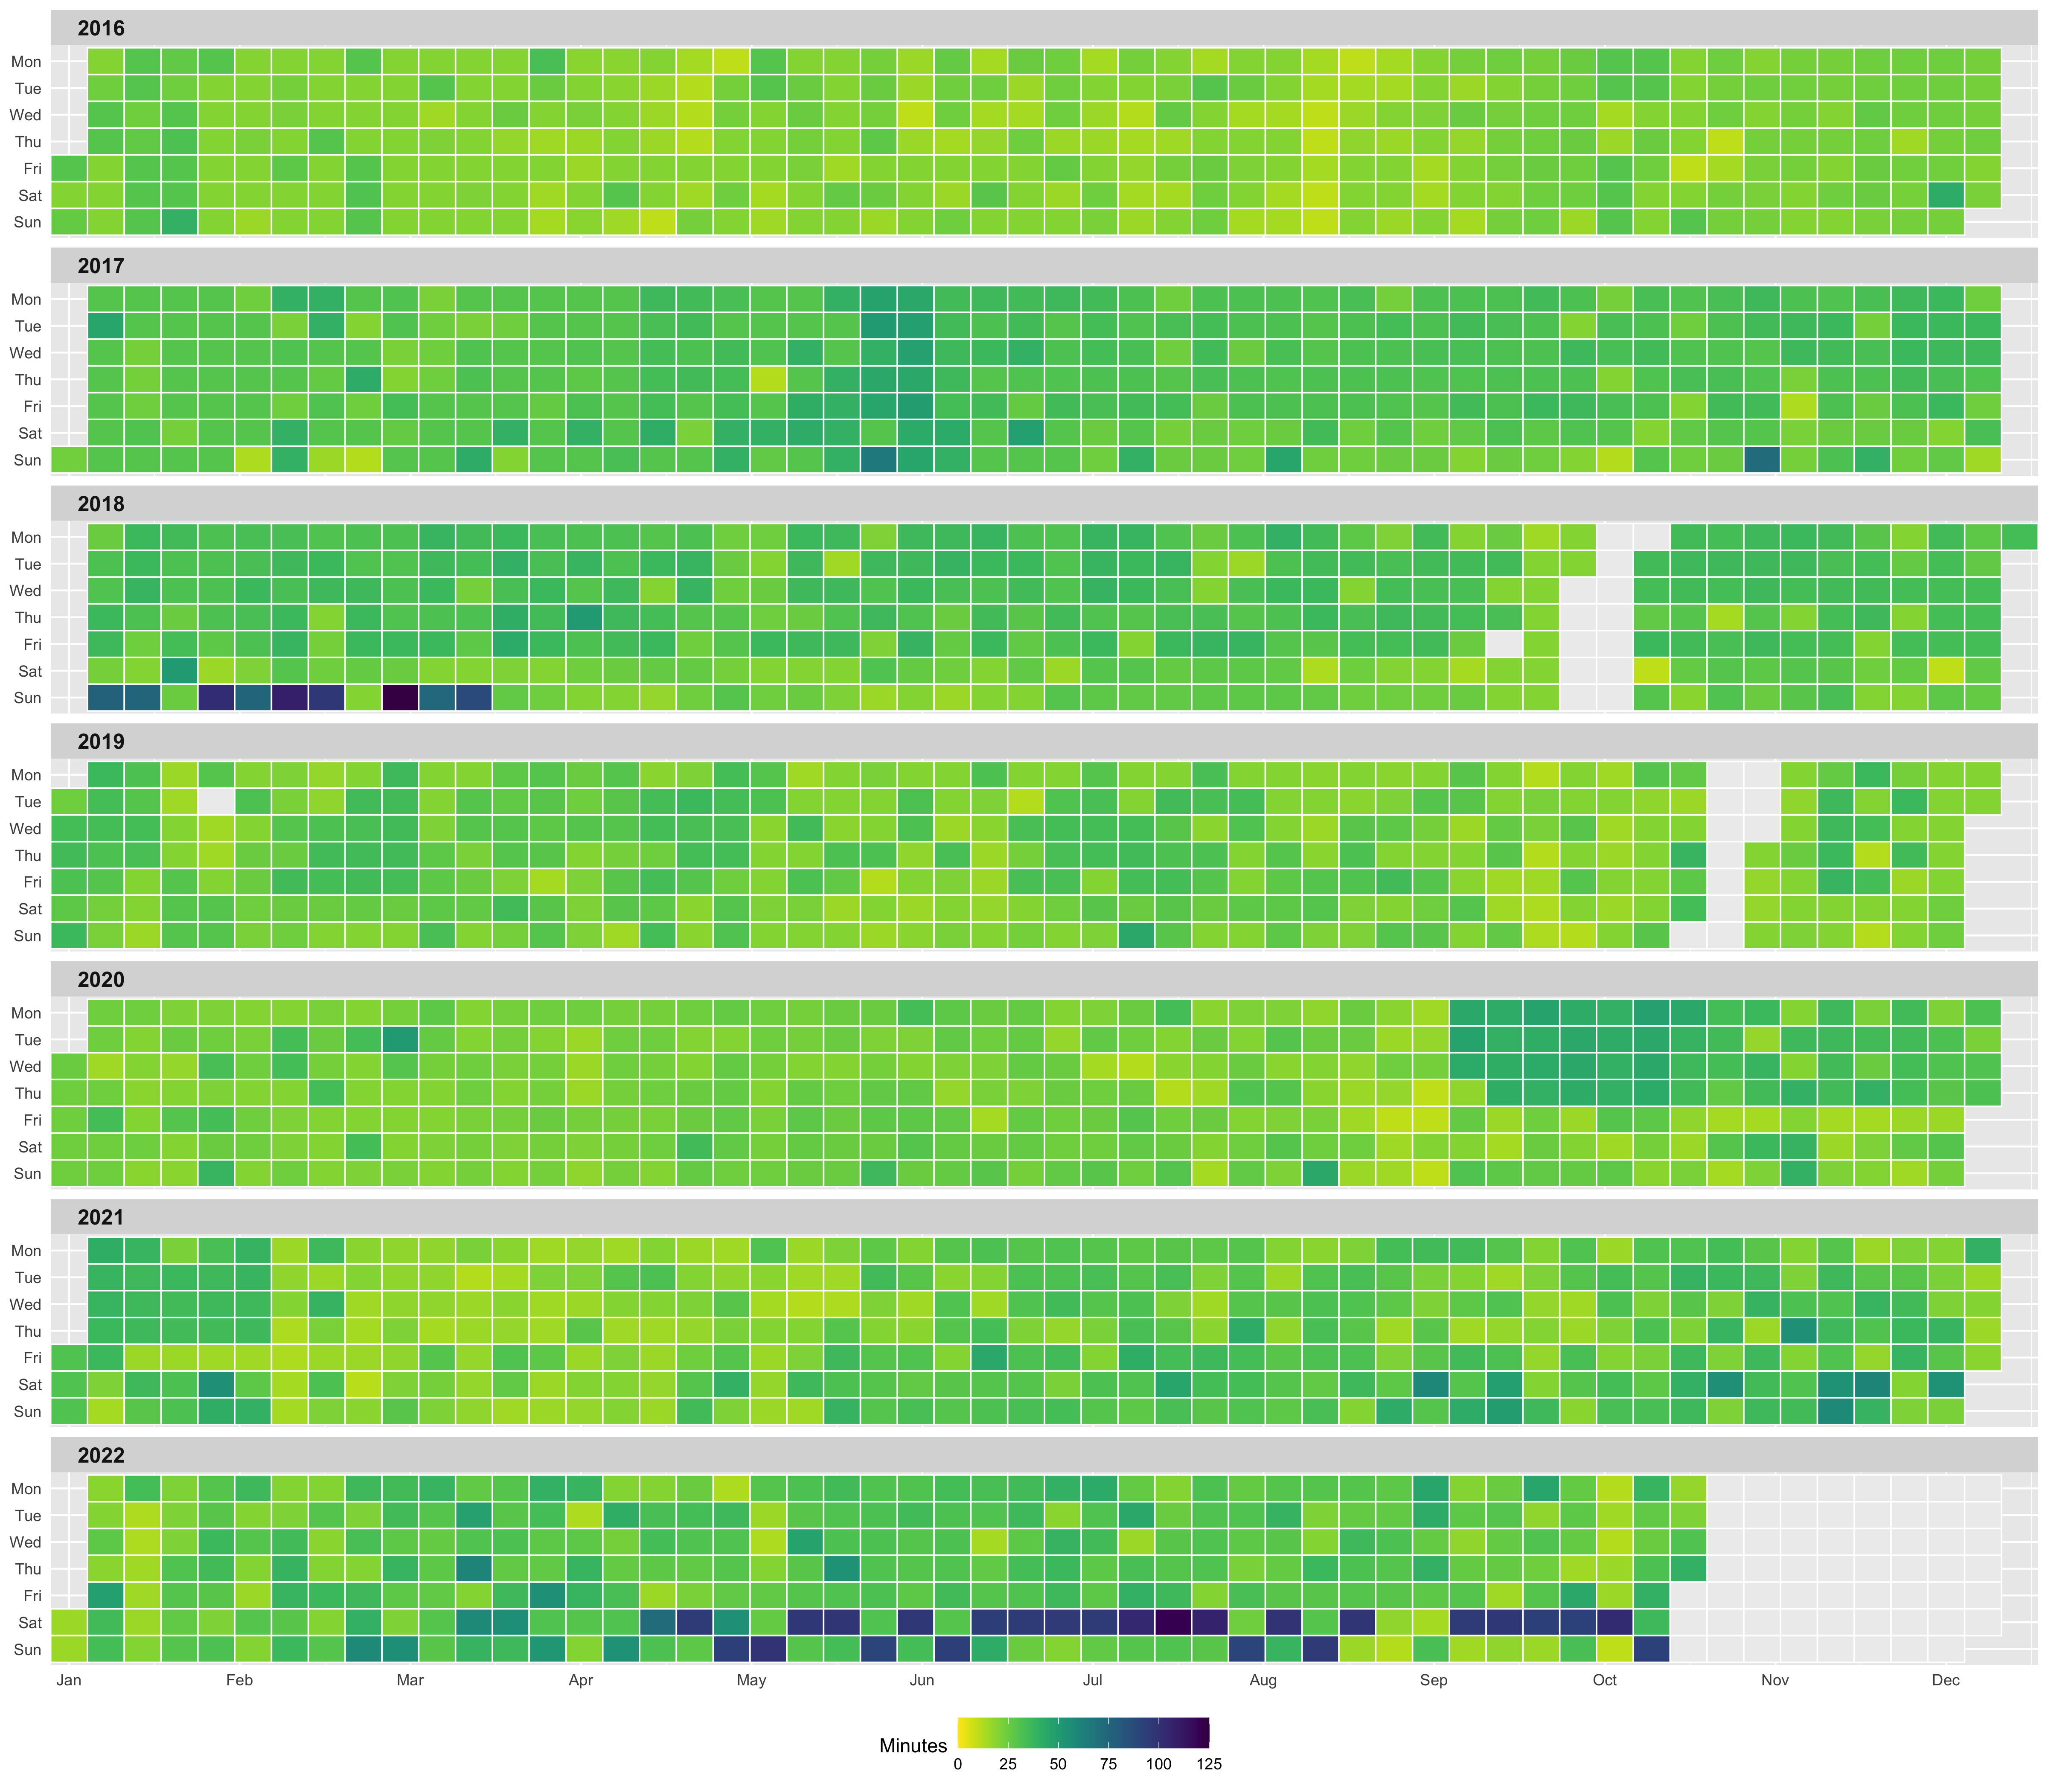 2016
Mon
Tue
Wed
Thu
Fri
Sat
Sun
2017
Mon
Tue
Wed
Thu
Fri
Sat
Sun
2018
Mon
Tue
Wed
Thu
Fri
Sat
Sun
2019
Mon
Tue
Wed
Thu
Fri
Sat
Sun
2020
Mon
Tue
Wed
Thu
Fri
Sat
Sun
2021
Mon
Tue
Wed
Thu
Fri
Sat
Sun
2022
Mon
Tue
Wed
Thu
Fri
Sat
Sun
Jan Feb Mar Apr May Jun Jul Aug Sep Oct Nov Dec
Minutes
0 25 50 75 100 125